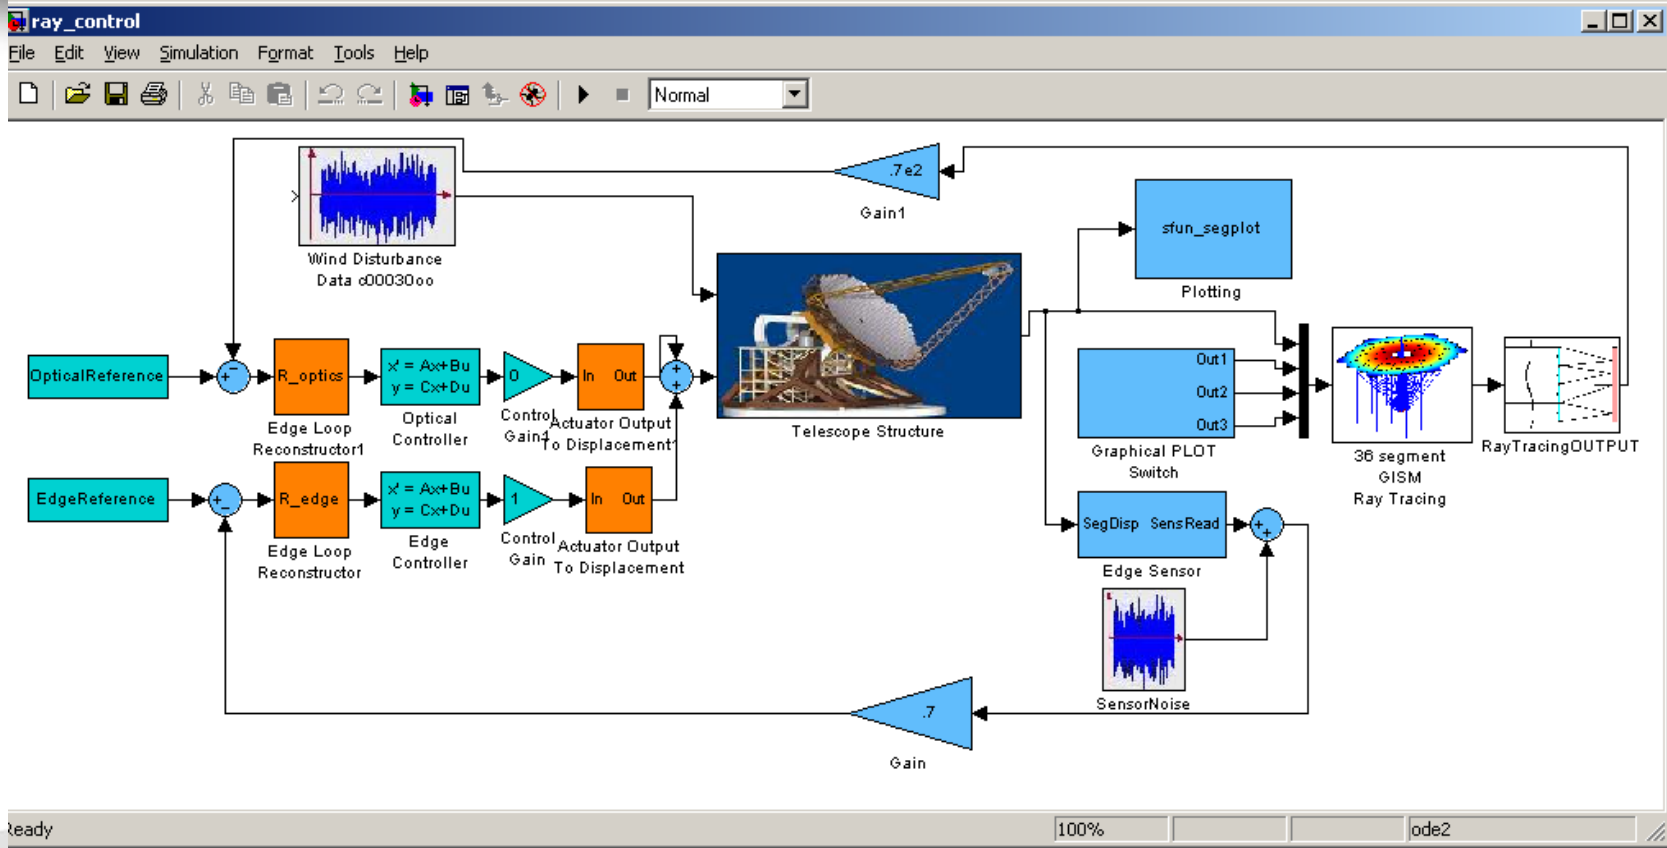 ray_control
File Edit View Simulation Format Tools Help
Normal
.7e2
Gain1
sfun_segplot
Plotting
Wind Disturbance
Data c00030oo
OpticalReference
R_optics
Edge Loop
Reconstructor1
x' = Ax+Bu
y = Cx+Du
Optical
Controller
0
Control
Gain1
In Out
Actuator Output
To Displacement1
Telescope Structure
Out1
Out2
Out3
Graphical PLOT
Switch
36 segment
GISM
Ray Tracing
RayTracingOUTPUT
EdgeReference
R_edge
Edge Loop
Reconstructor
x' = Ax+Bu
y = Cx+Du
Edge
Controller
1
Control
Gain
In Out
Actuator Output
To Displacement
SegDisp SensRead
Edge Sensor
SensorNoise
.7
Gain
Ready
100%
ode2